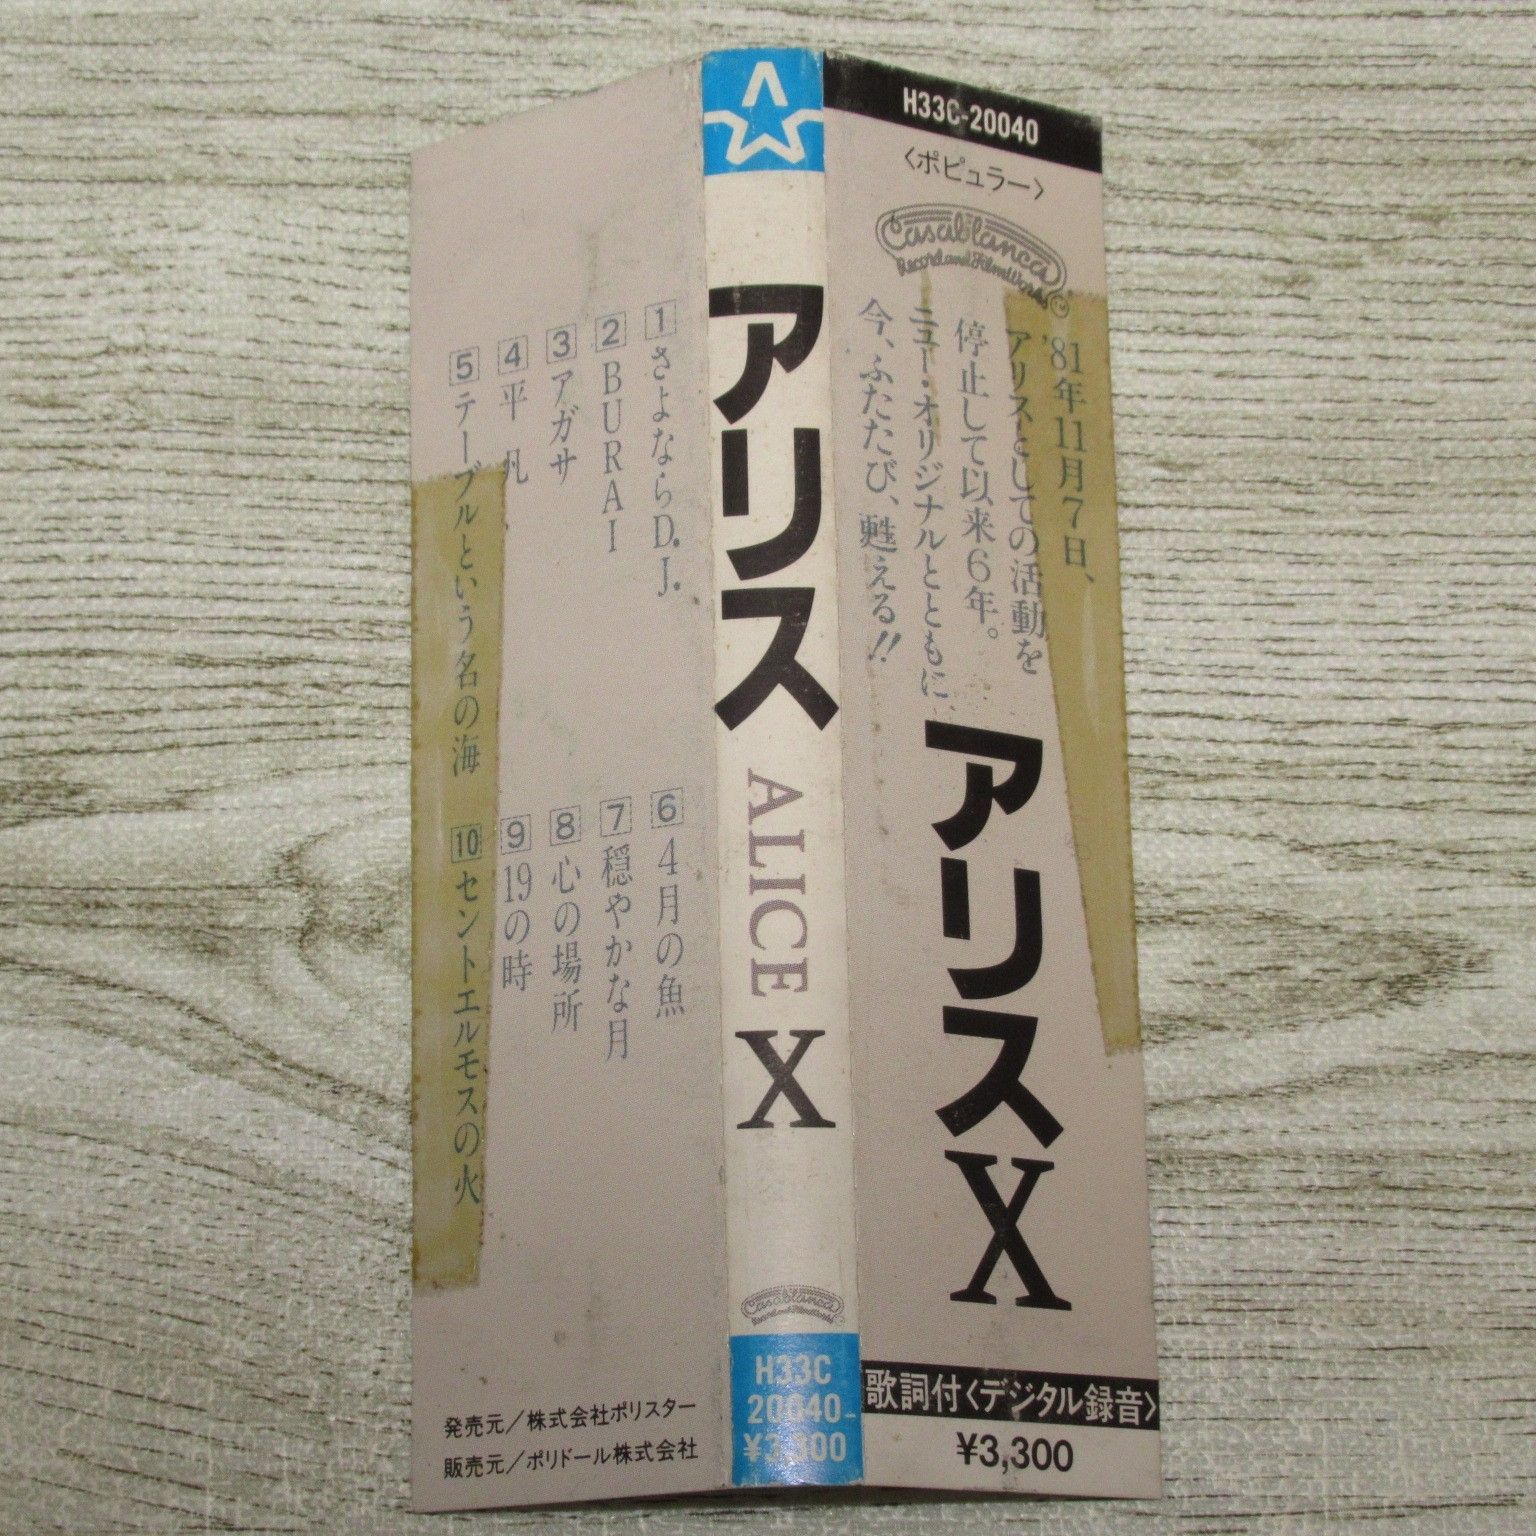 H33C-20040
〈ポピュラー〉
Casablanca
Record and FilmWorks
'81年11月7日、
アリスとしての活動を
停止して以来6年。
ニュー・オリジナルとともに
今、ふたたび、甦える!!
アリスX
歌詞付〈デジタル録音〉
¥3,300
アリス ALICE X
Casablanca
Record and FilmWorks
H33C
20040
¥3,300
1 さよならD.J.
2 BURAI
3 アガサ
4 平凡
5 テーブルという名の海
6 4月の魚
7 穏やかな月
8 心の場所
9 19の時
10 セントエルモスの火
発売元／株式会社ポリスター
販売元／ポリドール株式会社